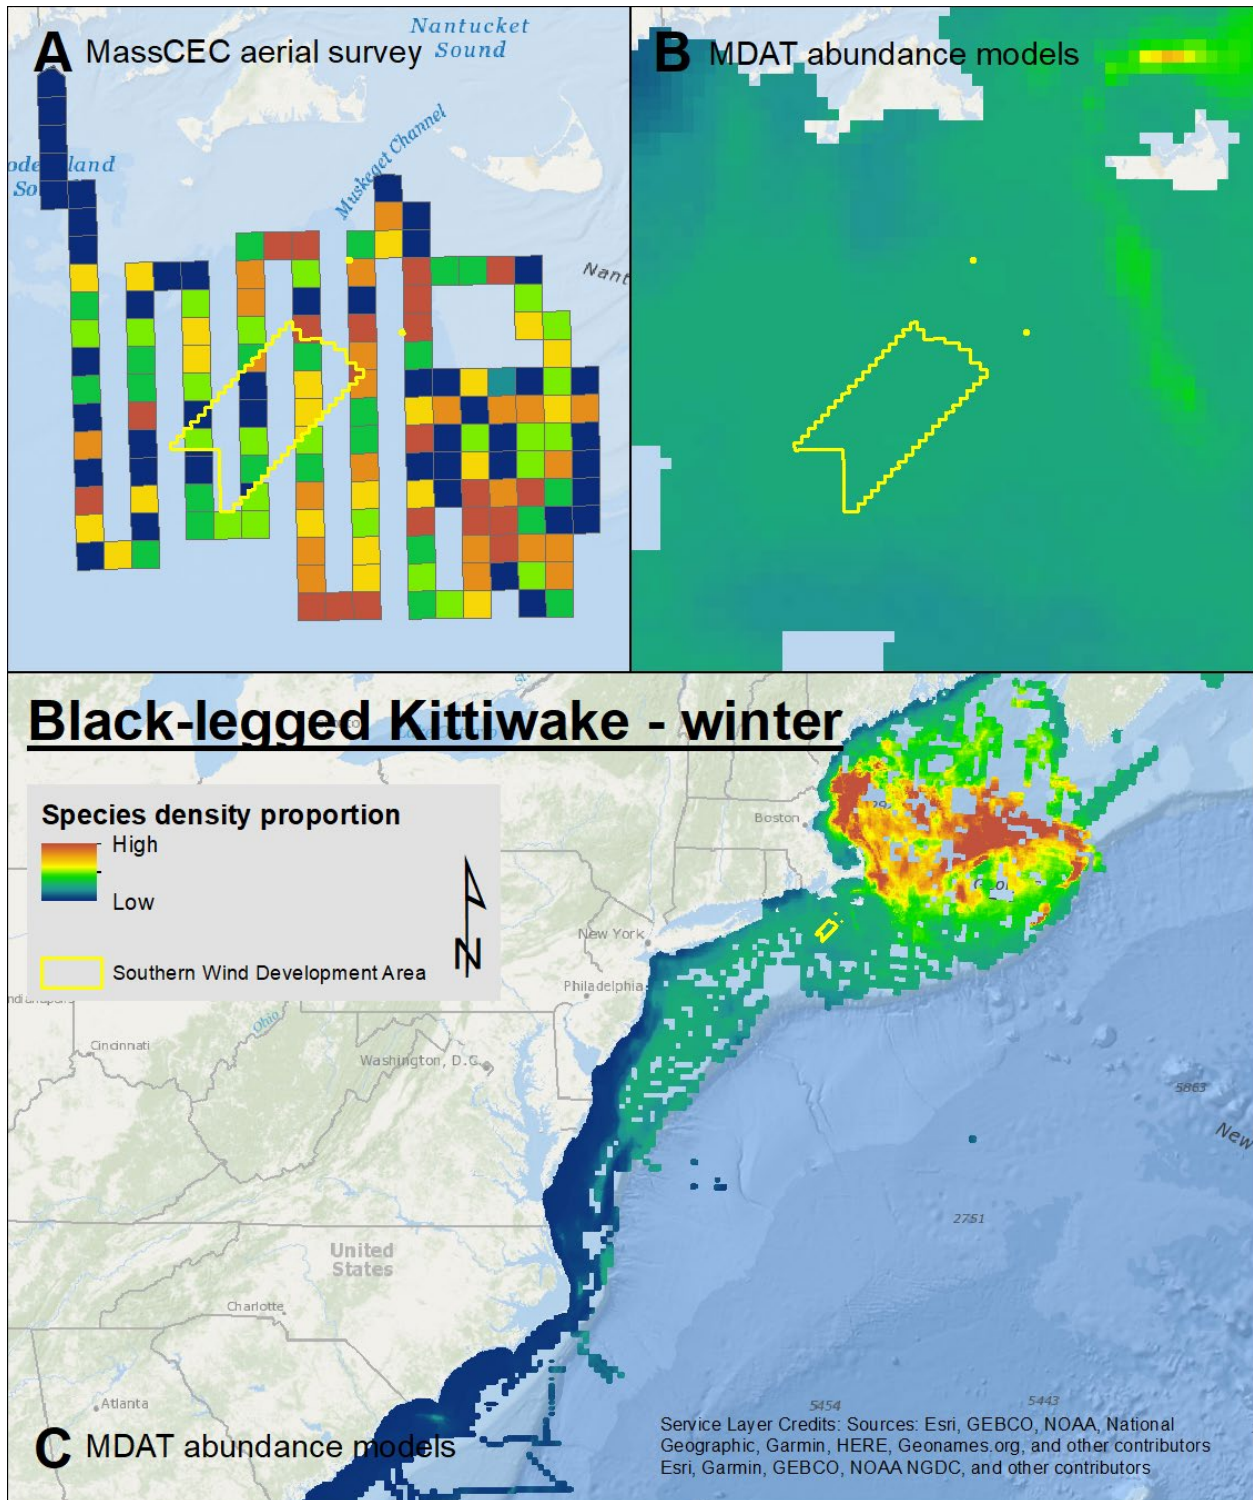 A MassCEC aerial survey
Nantucket
Sound
Muskeget Channel
Nant
B MDAT abundance models
Black-legged Kittiwake - winter
Species density proportion
High
Low
Southern Wind Development Area
N
Boston
New York
Philadelphia
Washington, D.C.
Ohio
Cincinnati
5863
New
2751
United
States
Charlotte
Atlanta
5454
5443
C MDAT abundance models
Service Layer Credits: Sources: Esri, GEBCO, NOAA, National
Geographic, Garmin, HERE, Geonames.org, and other contributors
Esri, Garmin, GEBCO, NOAA NGDC, and other contributors